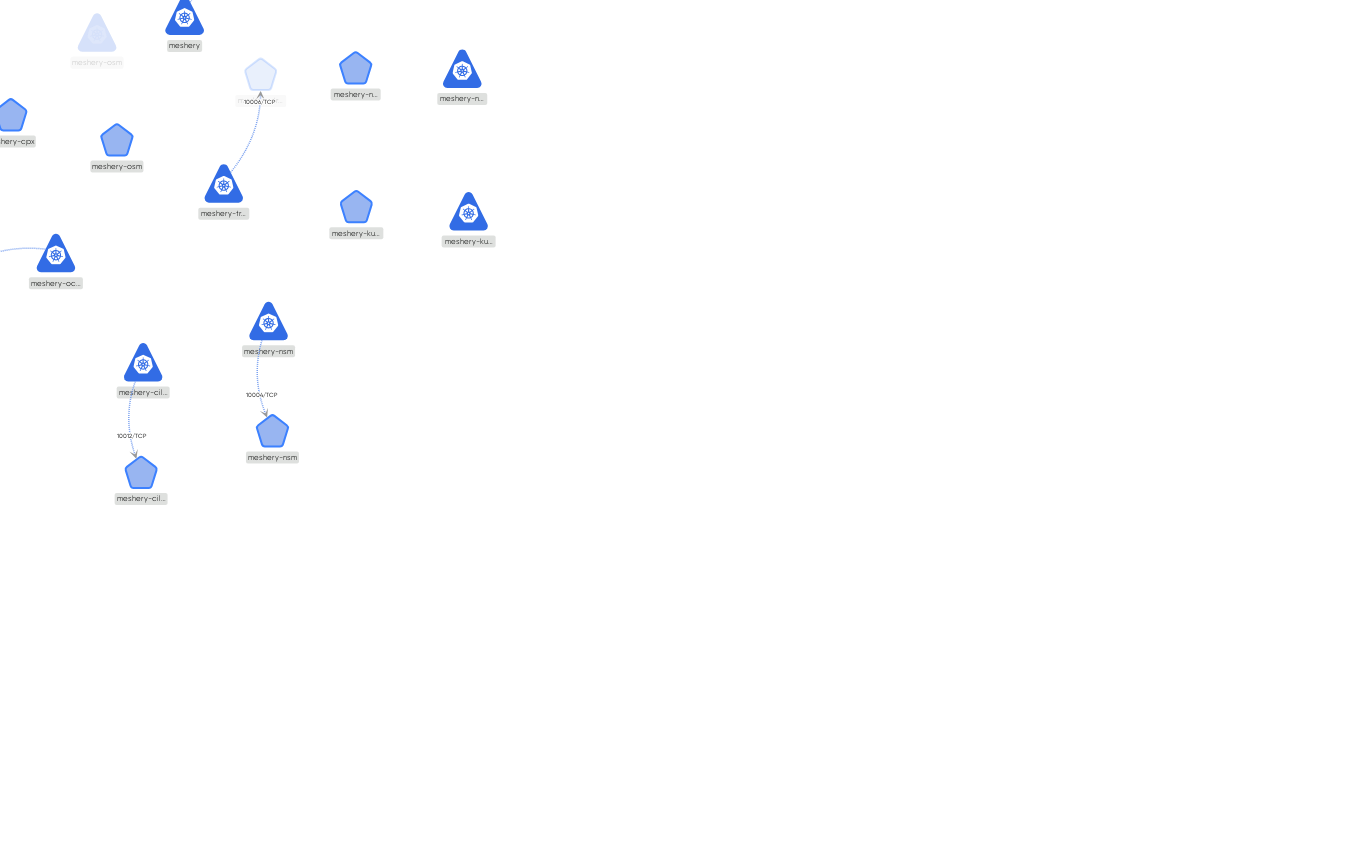 meshery
meshery-osm
meshery-n...
meshery-n...
10006/TCP
hery-cpx
meshery-osm
meshery-tr...
meshery-ku...
meshery-ku...
meshery-oc...
meshery-nsm
meshery-cil...
10004/TCP
10012/TCP
meshery-nsm
meshery-cil...